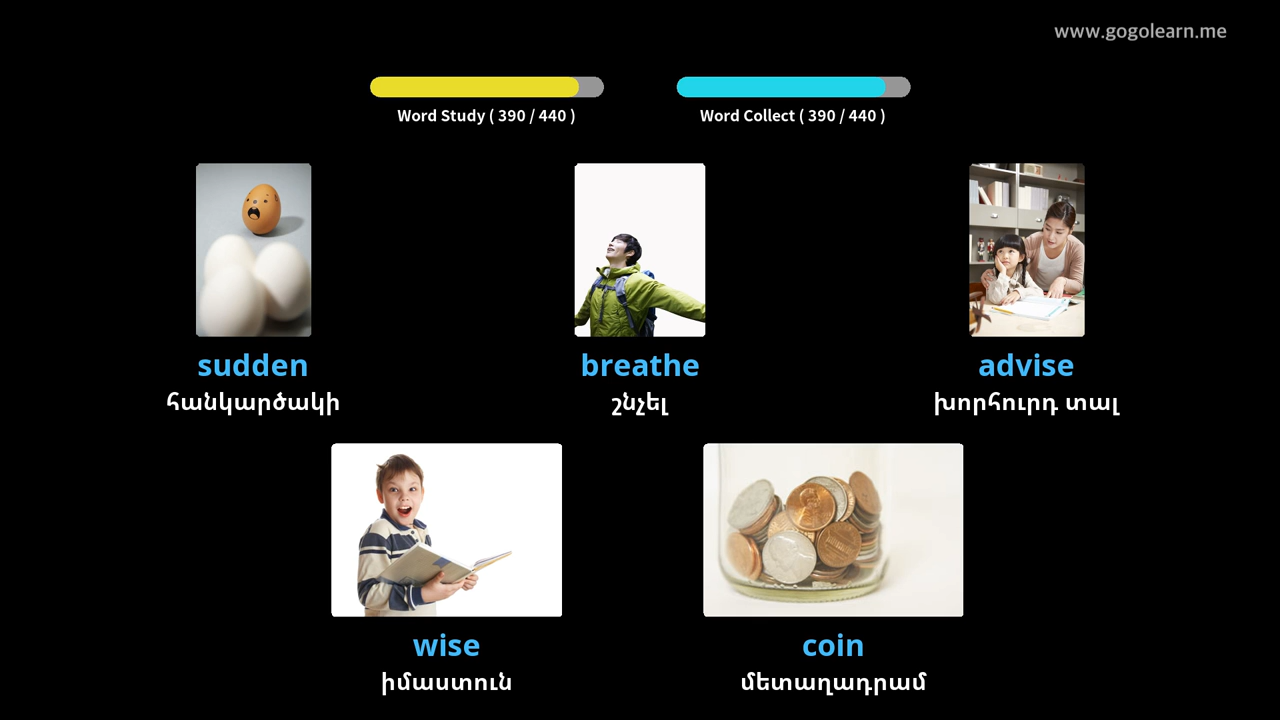 www.gogolearn.me
Word Study ( 390 / 440 )
Word Collect ( 390 / 440 )
sudden
հանկարծակի
breathe
շնչել
advise
խորհուրդ տալ
wise
իմաստուն
coin
մետաղադրամ